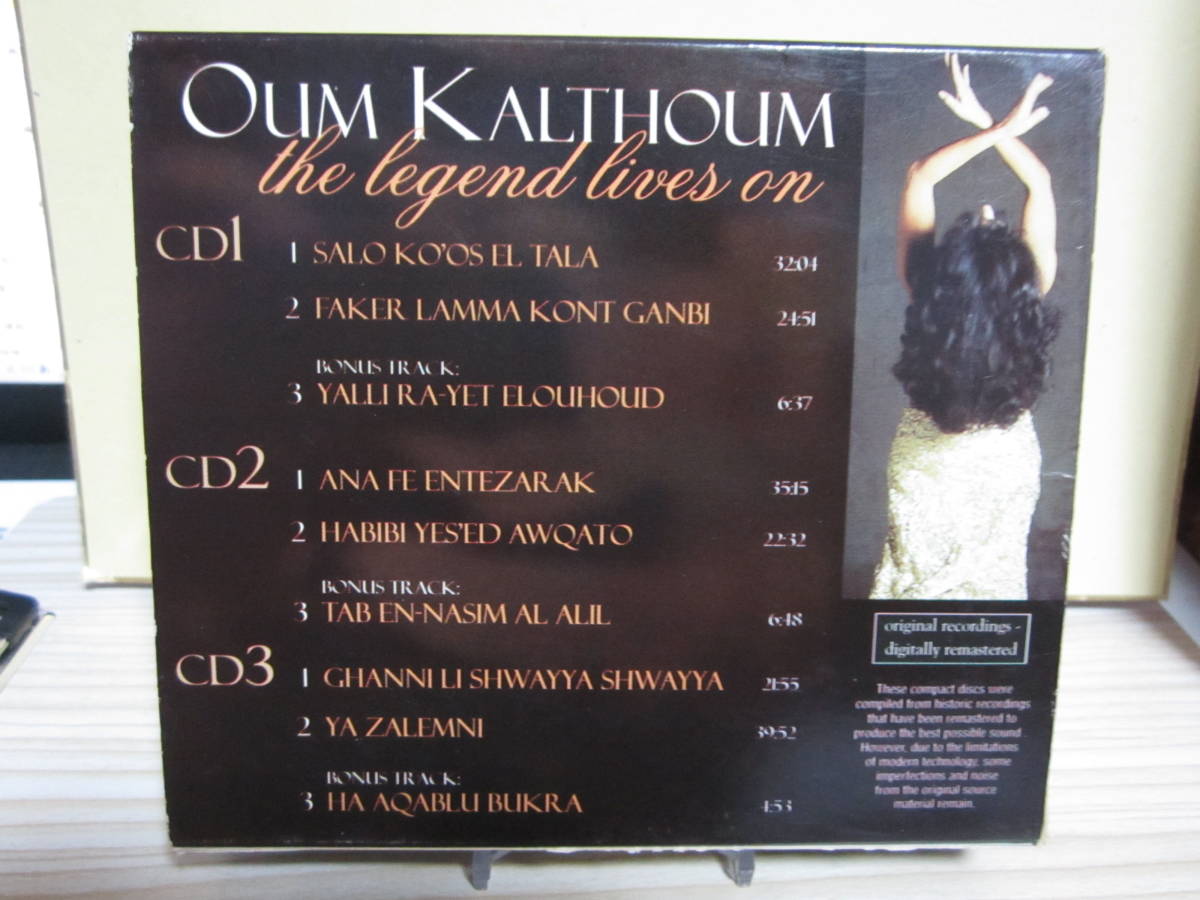 OUM KALTHOUM
the legend lives on
CD1
1 SALO KO'OS EL TALA 32:04
2 FAKER LAMMA KONT GANBI 24:51
BONUS TRACK:
3 YALLI RA-YET ELOUHOUD 6:37
CD2
1 ANA FE ENTEZARAK 35:15
2 HABIBI YES'ED AWQATO 22:32
BONUS TRACK:
3 TAB EN-NASIM AL ALIL 6:48
CD3
1 GHANNI LI SHWAYYA SHWAYYA 21:55
2 YA ZALEMNI 39:52
BONUS TRACK:
3 HA AQABLU BUKRA 4:53
original recordings -
digitally remastered
These compact discs were
compiled from historic recordings
that have been remastered to
produce the best possible sound.
However, due to the limitations
of modern technology, some
imperfections and noise
from the original source
material remain.